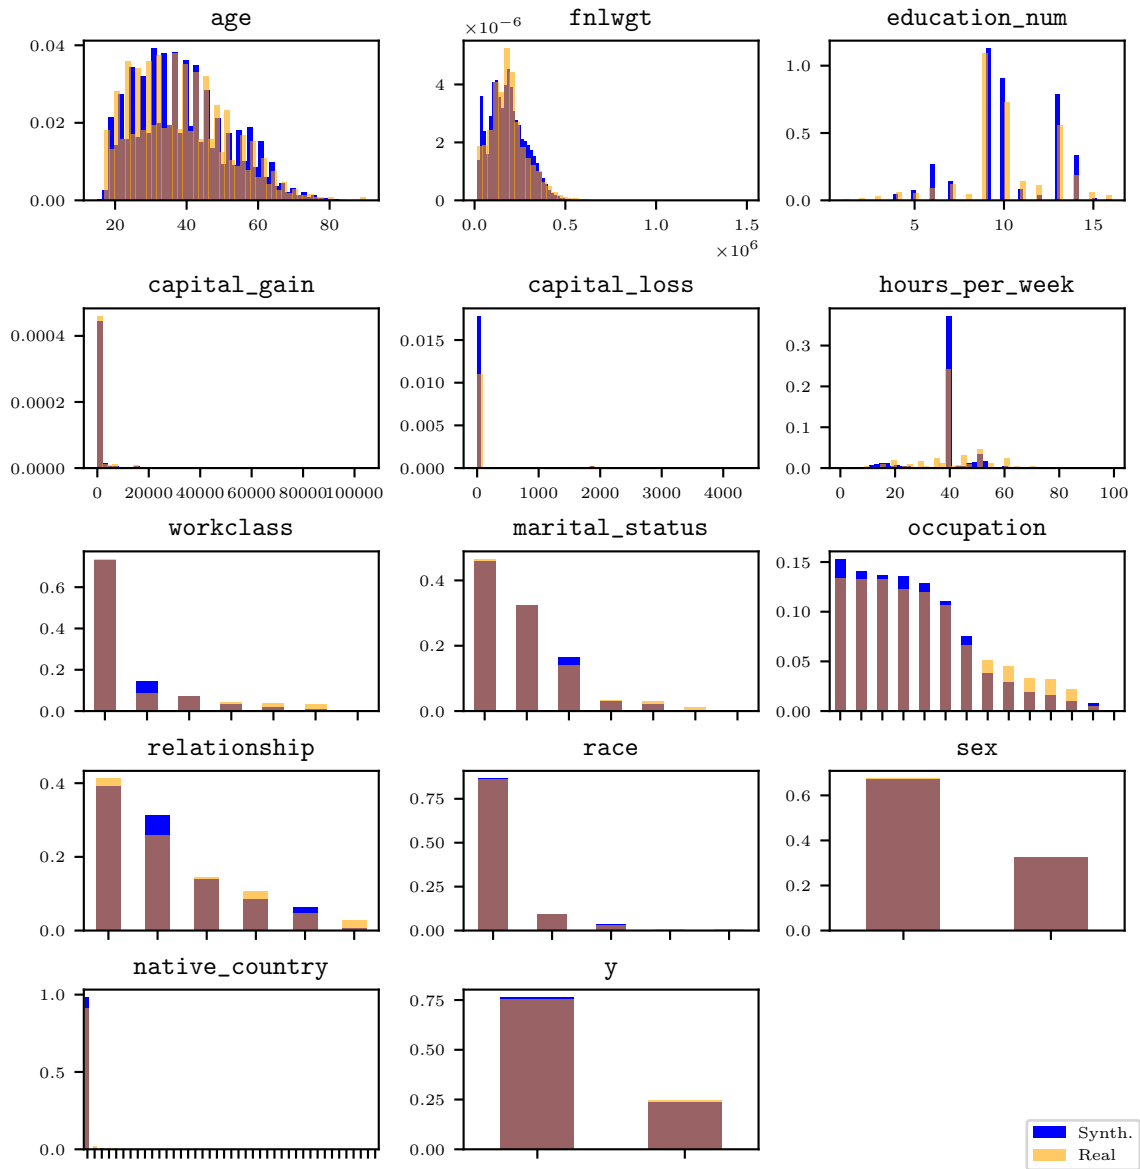 age
fnlwgt
education_num
×10⁻⁶
0.04
0.02
0.00
20 40 60 80
4
2
0
0.0 0.5 1.0 1.5
×10⁶
1.0
0.5
0.0
5 10 15
capital_gain
capital_loss
hours_per_week
0.0004
0.0002
0.0000
0 20000 40000 60000 80000 100000
0.015
0.010
0.005
0.000
0 1000 2000 3000 4000
0.3
0.2
0.1
0.0
0 20 40 60 80 100
workclass
marital_status
occupation
0.6
0.4
0.2
0.0
0.4
0.2
0.0
0.15
0.10
0.05
0.00
relationship
race
sex
0.4
0.2
0.0
0.75
0.50
0.25
0.00
0.6
0.4
0.2
0.0
native_country
y
1.0
0.5
0.0
0.75
0.50
0.25
0.00
Synth.
Real